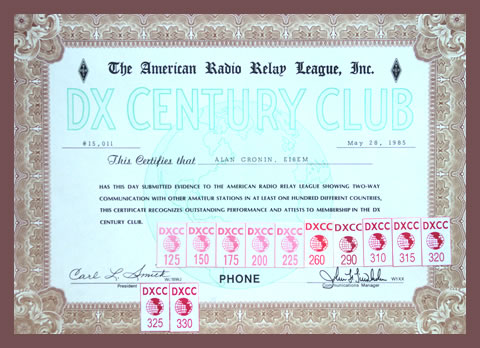 The American Radio Relay League, Inc.
DX CENTURY CLUB
#15,011
May 28, 1985
This Certifies that ALAN CRONIN, EI8EM
HAS THIS DAY SUBMITTED EVIDENCE TO THE AMERICAN RADIO RELAY LEAGUE SHOWING TWO-WAY
COMMUNICATION WITH OTHER AMATEUR STATIONS IN AT LEAST ONE HUNDRED DIFFERENT COUNTRIES,
THIS CERTIFICATE RECOGNIZES OUTSTANDING PERFORMANCE AND ATTESTS TO MEMBERSHIP IN THE DX
CENTURY CLUB.
DXCC DXCC DXCC DXCC DXCC DXCC DXCC DXCC DXCC DXCC
125 150 175 200 225 260 290 310 315 320
Carl L. Smith
President
PHONE
Communications Manager
DXCC DXCC
325 330